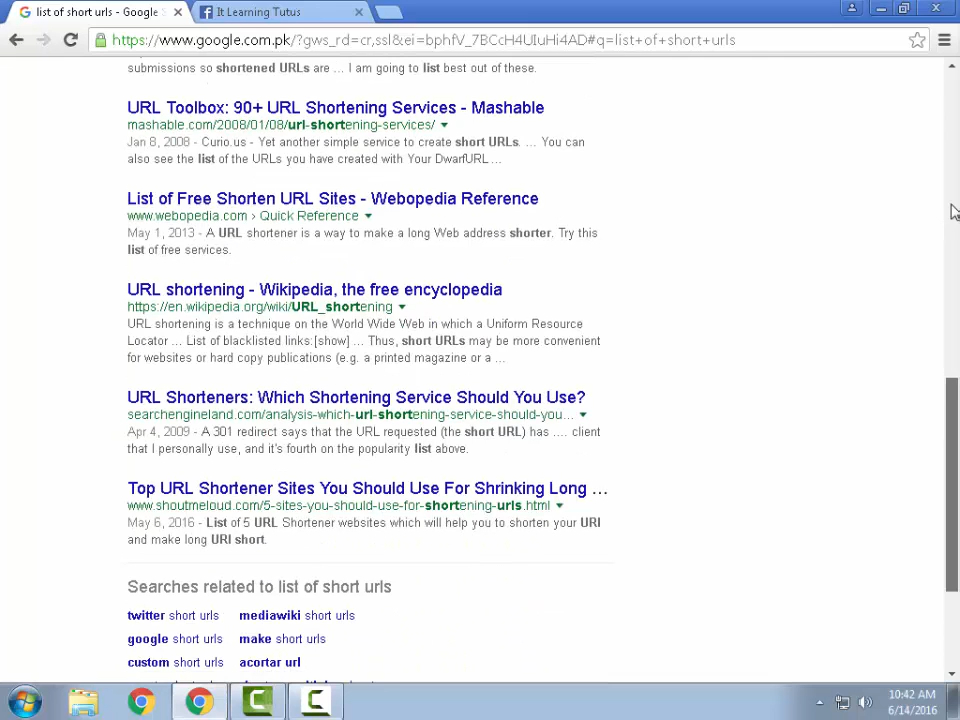 list of short urls - Google S
It Learning Tutus
https://www.google.com.pk/?gws_rd=cr,ssl&ei=bphfV_7BCcH4UIuHi4AD#q=list+of+short+urls
submissions so shortened URLs are ... I am going to list best out of these.
URL Toolbox: 90+ URL Shortening Services - Mashable
mashable.com/2008/01/08/url-shortening-services/
Jan 8, 2008 - Curio.us - Yet another simple service to create short URLs. ... You can
also see the list of the URLs you have created with Your DwarfURL ...
List of Free Shorten URL Sites - Webopedia Reference
www.webopedia.com › Quick Reference
May 1, 2013 - A URL shortener is a way to make a long Web address shorter. Try this
list of free services.
URL shortening - Wikipedia, the free encyclopedia
https://en.wikipedia.org/wiki/URL_shortening
URL shortening is a technique on the World Wide Web in which a Uniform Resource
Locator ... List of blacklisted links:[show] ... Thus, short URLs may be more convenient
for websites or hard copy publications (e.g. a printed magazine or a ...
URL Shorteners: Which Shortening Service Should You Use?
searchengineland.com/analysis-which-url-shortening-service-should-you...
Apr 4, 2009 - A 301 redirect says that the URL requested (the short URL) has .... client
that I personally use, and it's fourth on the popularity list above.
Top URL Shortener Sites You Should Use For Shrinking Long ...
www.shoutmeloud.com/5-sites-you-should-use-for-shortening-urls.html
May 6, 2016 - List of 5 URL Shortener websites which will help you to shorten your URl
and make long URl short.
Searches related to list of short urls
twitter short urls mediawiki short urls
google short urls make short urls
custom short urls acortar url
10:42 AM
6/14/2016